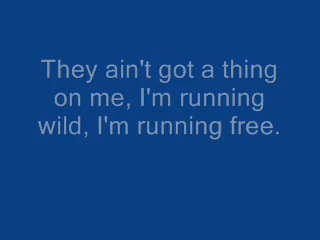 They ain't got a thing
on me, I'm running
wild, I'm running free.